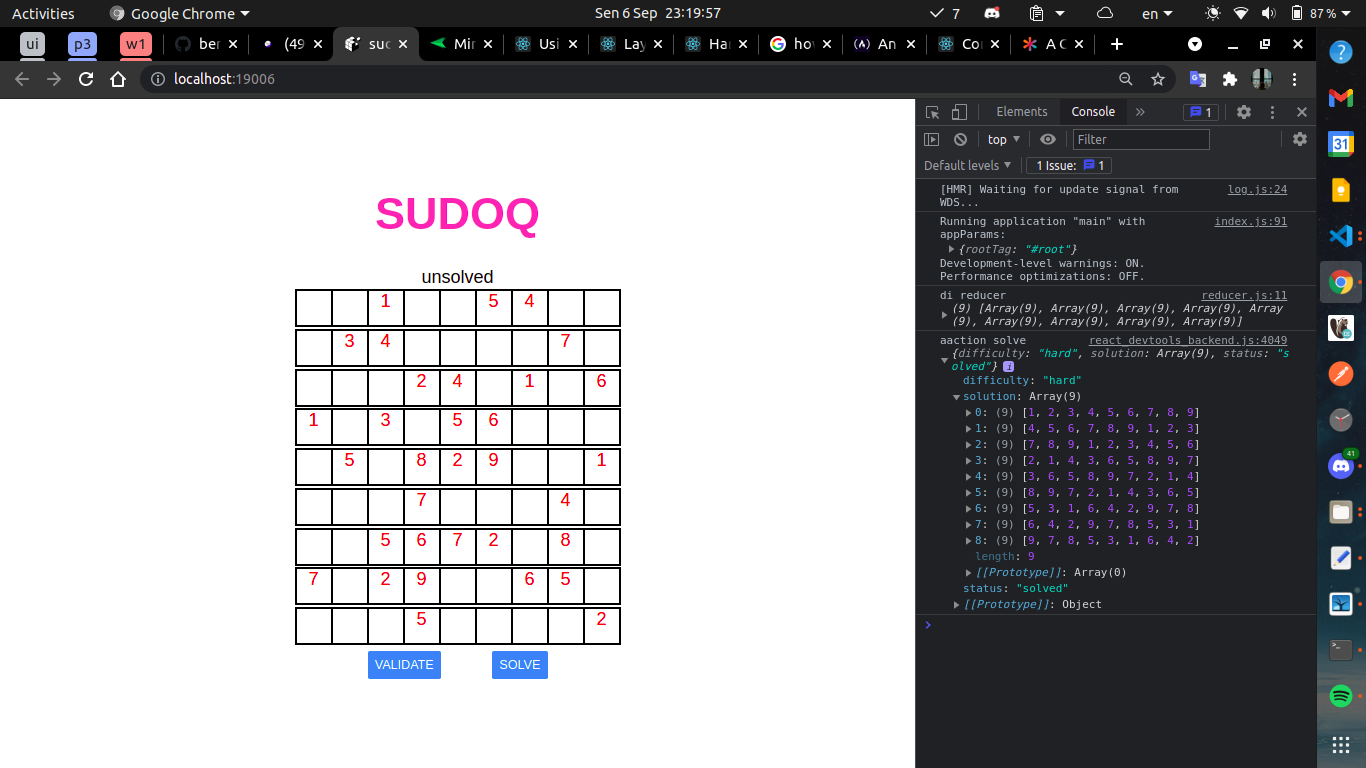 Activities Google Chrome Sen 6 Sep 23:19:57 7 en 87 %
ui p3 w1 ber (49 suc Mir Usi Lay Har hov An Cor A C
localhost:19006
Elements Console 1
top Filter
Default levels 1 Issue: 1
[HMR] Waiting for update signal from log.js:24
WDS...
Running application "main" with index.js:91
appParams:
{rootTag: "#root"}
Development-level warnings: ON.
Performance optimizations: OFF.
di reducer reducer.js:11
(9) [Array(9), Array(9), Array(9), Array(9), Array
(9), Array(9), Array(9), Array(9), Array(9)]
aaction solve react_devtools_backend.js:4049
{difficulty: "hard", solution: Array(9), status: "s
olved"} i
difficulty: "hard"
solution: Array(9)
0: (9) [1, 2, 3, 4, 5, 6, 7, 8, 9]
1: (9) [4, 5, 6, 7, 8, 9, 1, 2, 3]
2: (9) [7, 8, 9, 1, 2, 3, 4, 5, 6]
3: (9) [2, 1, 4, 3, 6, 5, 8, 9, 7]
4: (9) [3, 6, 5, 8, 9, 7, 2, 1, 4]
5: (9) [8, 9, 7, 2, 1, 4, 3, 6, 5]
6: (9) [5, 3, 1, 6, 4, 2, 9, 7, 8]
7: (9) [6, 4, 2, 9, 7, 8, 5, 3, 1]
8: (9) [9, 7, 8, 5, 3, 1, 6, 4, 2]
length: 9
[[Prototype]]: Array(0)
status: "solved"
[[Prototype]]: Object
SUDOQ
unsolved
1 5 4
3 4 7
2 4 1 6
1 3 5 6
5 8 2 9 1
7 4
5 6 7 2 8
7 2 9 6 5
5 2
VALIDATE SOLVE
31
41